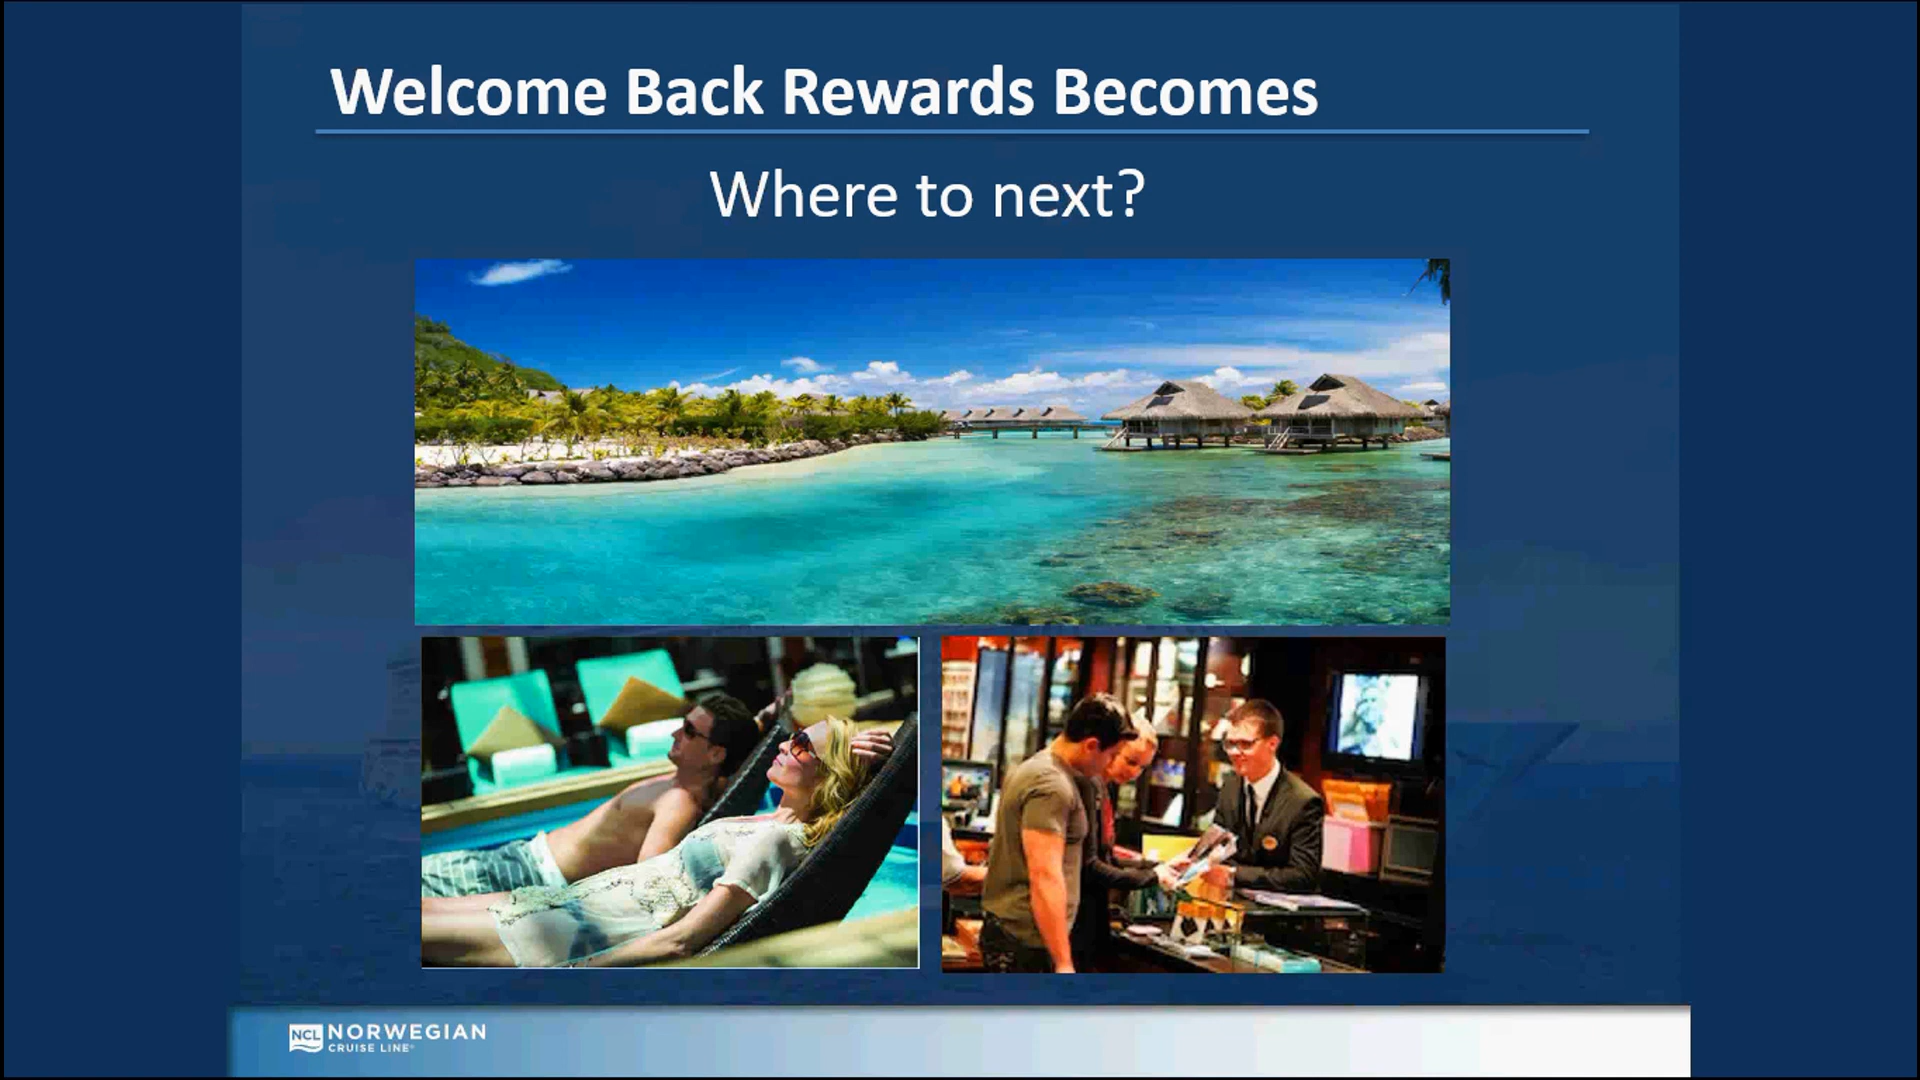 Welcome Back Rewards Becomes
Where to next?
NCL NORWEGIAN
CRUISE LINE®